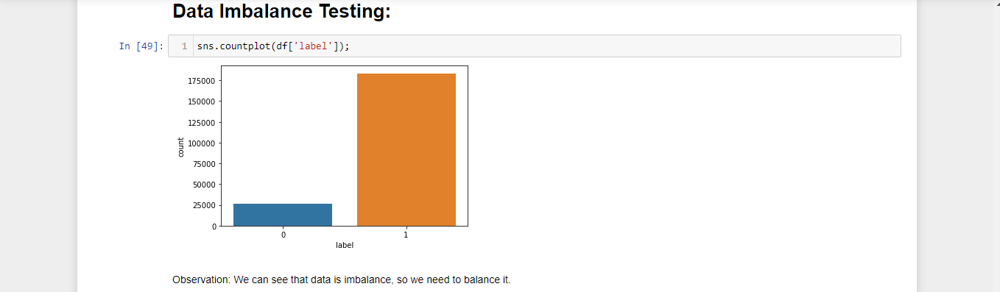 Data Imbalance Testing:
In [49]:
1 sns.countplot(df['label']);
175000
150000
125000
100000
75000
50000
25000
0
count
0 1
label
Observation: We can see that data is imbalance, so we need to balance it.